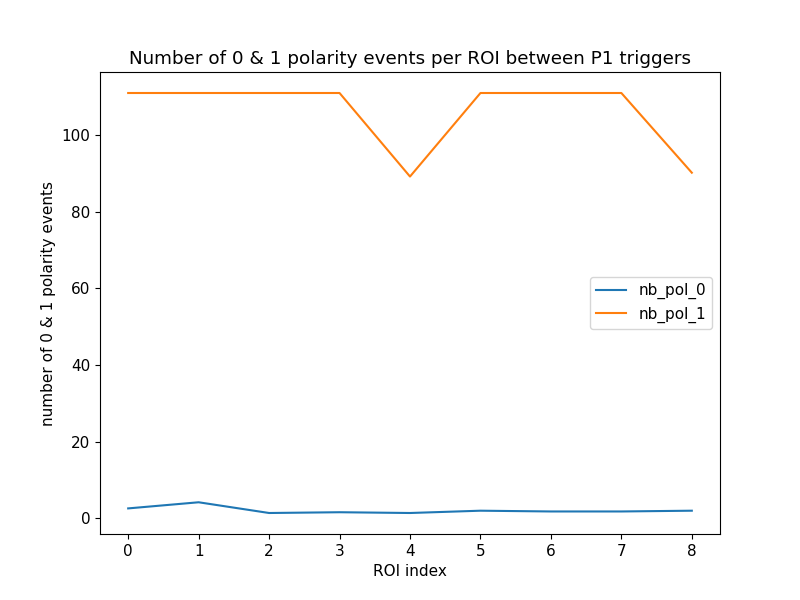 Number of 0 & 1 polarity events per ROI between P1 triggers
number of 0 & 1 polarity events
100
80
60
40
20
0
nb_pol_0
nb_pol_1
0 1 2 3 4 5 6 7 8
ROI index